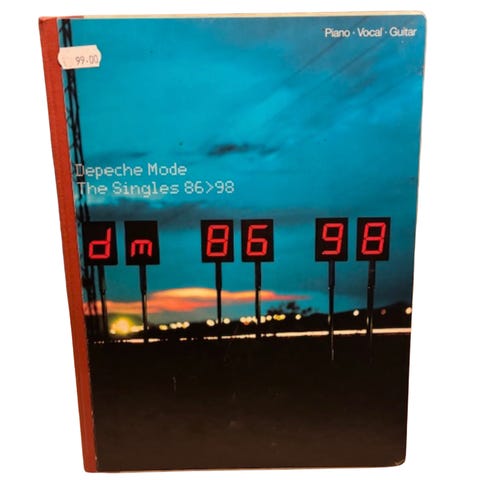 Piano · Vocal · Guitar
99.00
Depeche Mode
The Singles 86>98
dm 86 98